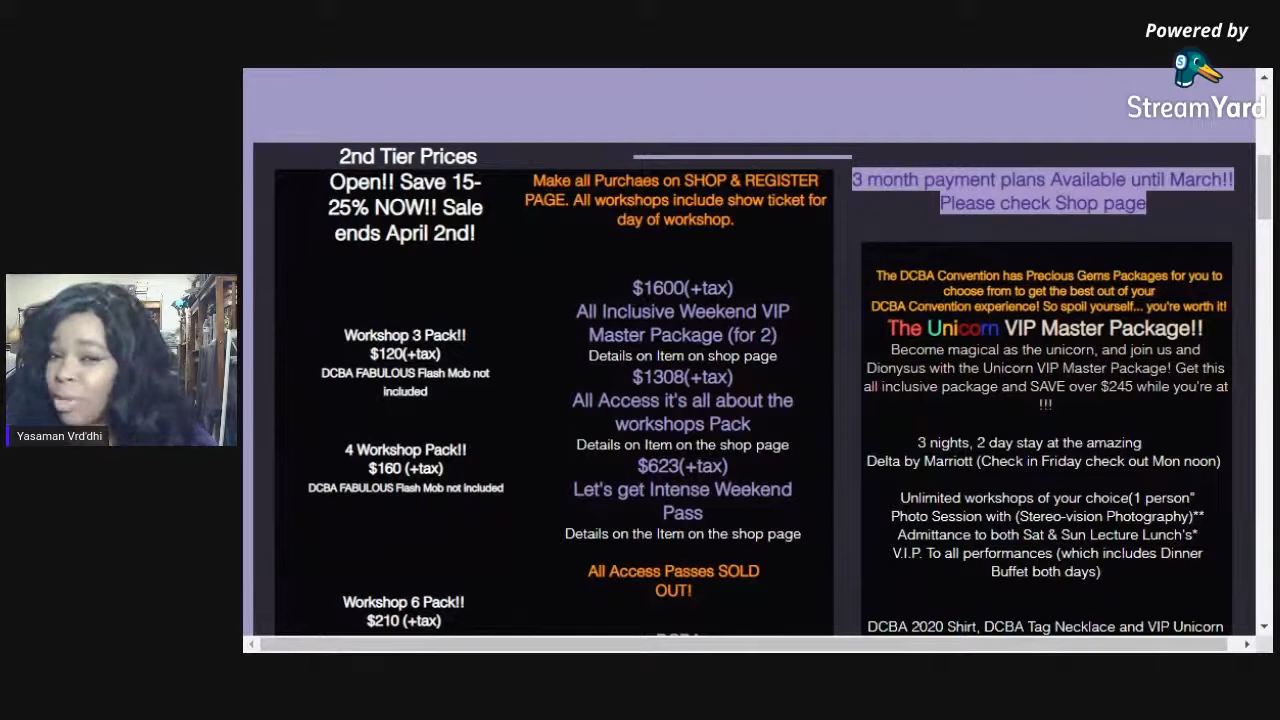 Powered by
StreamYard
2nd Tier Prices
Open!! Save 15-
25% NOW!! Sale
ends April 2nd!
Workshop 3 Pack!!
$120(+tax)
DCBA FABULOUS Flash Mob not
included
4 Workshop Pack!!
$160 (+tax)
DCBA FABULOUS Flash Mob not included
Workshop 6 Pack!!
$210 (+tax)
Make all Purchaes on SHOP & REGISTER
PAGE. All workshops include show ticket for
day of workshop.
$1600(+tax)
All Inclusive Weekend VIP
Master Package (for 2)
Details on Item on shop page
$1308(+tax)
All Access it's all about the
workshops Pack
Details on Item on the shop page
$623(+tax)
Let's get Intense Weekend
Pass
Details on the Item on the shop page
All Access Passes SOLD
OUT!
3 month payment plans Available until March!!
Please check Shop page
The DCBA Convention has Precious Gems Packages for you to
choose from to get the best out of your
DCBA Convention experience! So spoil yourself... you're worth it!
The Unicorn VIP Master Package!!
Become magical as the unicorn, and join us and
Dionysus with the Unicorn VIP Master Package! Get this
all inclusive package and SAVE over $245 while you're at
!!!
3 nights, 2 day stay at the amazing
Delta by Marriott (Check in Friday check out Mon noon)
Unlimited workshops of your choice(1 person"
Photo Session with (Stereo-vision Photography)**
Admittance to both Sat & Sun Lecture Lunch's*
V.I.P. To all performances (which includes Dinner
Buffet both days)
DCBA 2020 Shirt, DCBA Tag Necklace and VIP Unicorn
Yasaman Vrd'dhi